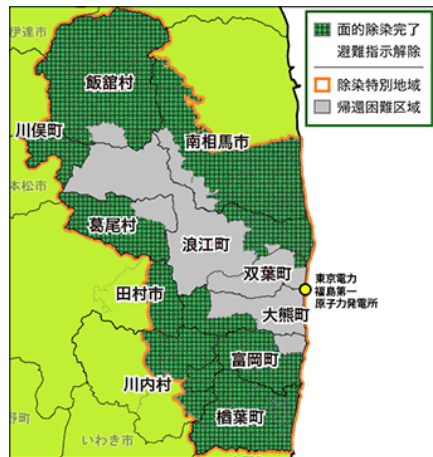 面的除染完了
避難指示解除
除染特別地域
帰還困難区域
伊達市
飯舘村
川俣町
南相馬市
本松市
葛尾村
浪江町
双葉町
田村市
東京電力
福島第一
原子力発電所
大熊町
富岡町
川内村
楢葉町
野町
いわき市